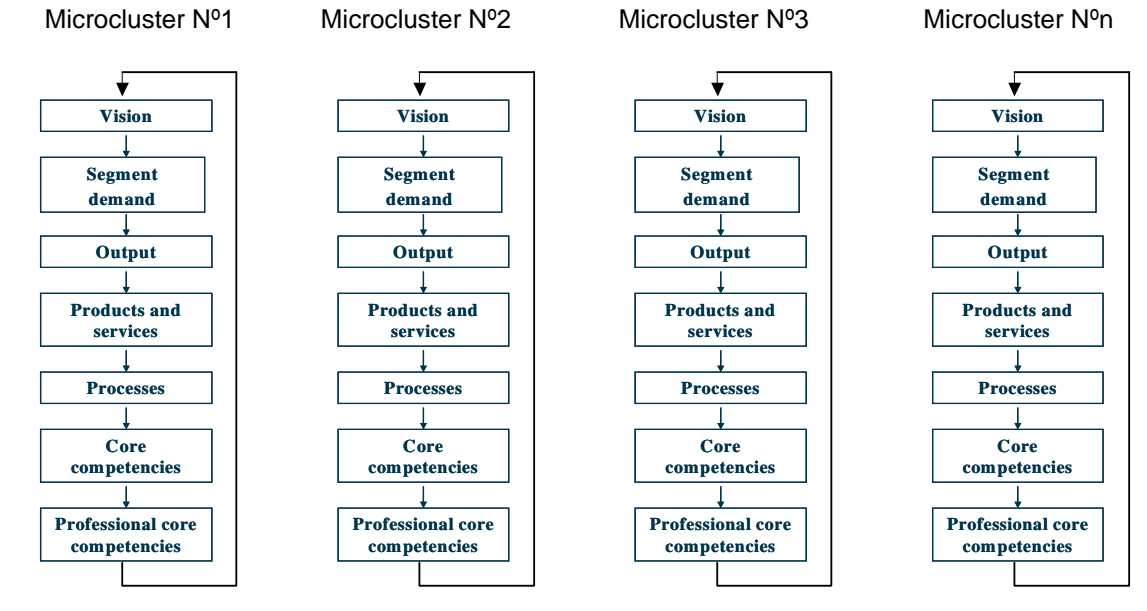 Microcluster Nº1
Vision
Segment
demand
Output
Products and
services
Processes
Core
competencies
Professional core
competencies
Microcluster Nº2
Vision
Segment
demand
Output
Products and
services
Processes
Core
competencies
Professional core
competencies
Microcluster Nº3
Vision
Segment
demand
Output
Products and
services
Processes
Core
competencies
Professional core
competencies
Microcluster Nºn
Vision
Segment
demand
Output
Products and
services
Processes
Core
competencies
Professional core
competencies